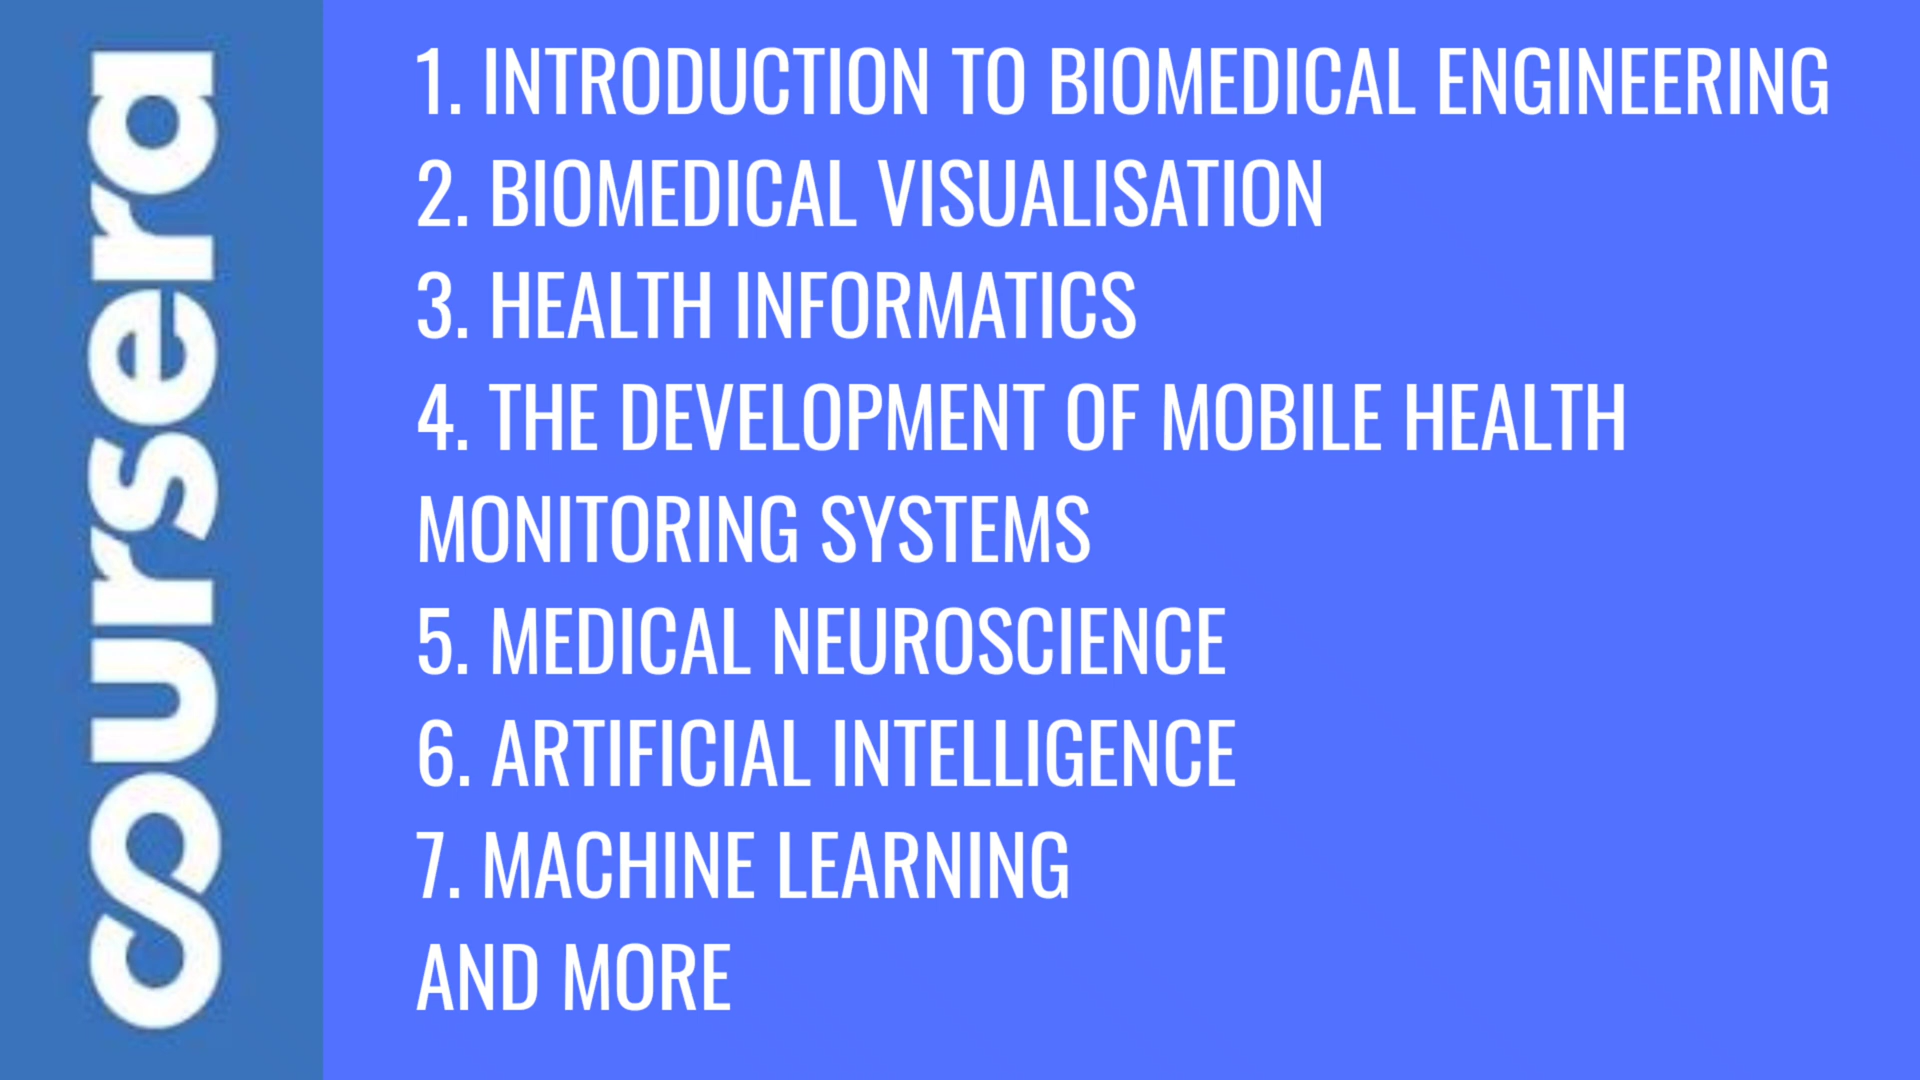 coursera
1. INTRODUCTION TO BIOMEDICAL ENGINEERING
2. BIOMEDICAL VISUALISATION
3. HEALTH INFORMATICS
4. THE DEVELOPMENT OF MOBILE HEALTH
MONITORING SYSTEMS
5. MEDICAL NEUROSCIENCE
6. ARTIFICIAL INTELLIGENCE
7. MACHINE LEARNING
AND MORE